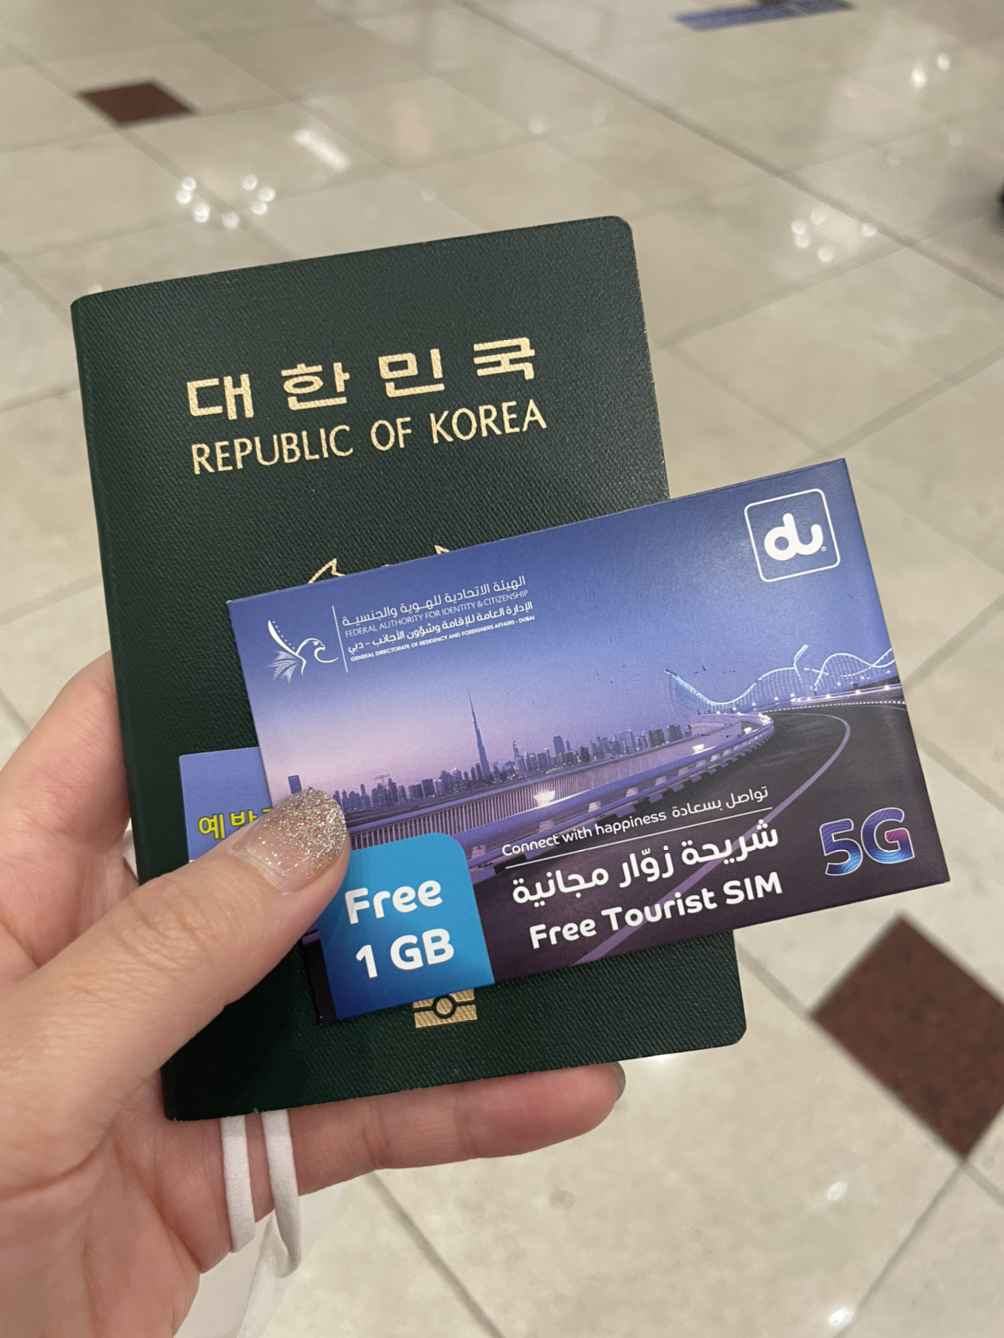 대한민국
REPUBLIC OF KOREA
du
الهيئة الاتحادية للهوية والجنسية
FEDERAL AUTHORITY FOR IDENTITY & CITIZENSHIP
الإدارة العامة للإقامة وشؤون الأجانب - دبي
GENERAL DIRECTORATE OF RESIDENCY AND FOREIGNERS AFFAIRS - DUBAI
예방
Connect with happiness تواصل بسعادة
شريحة زوّار مجانية
Free Tourist SIM
5G
Free
1 GB